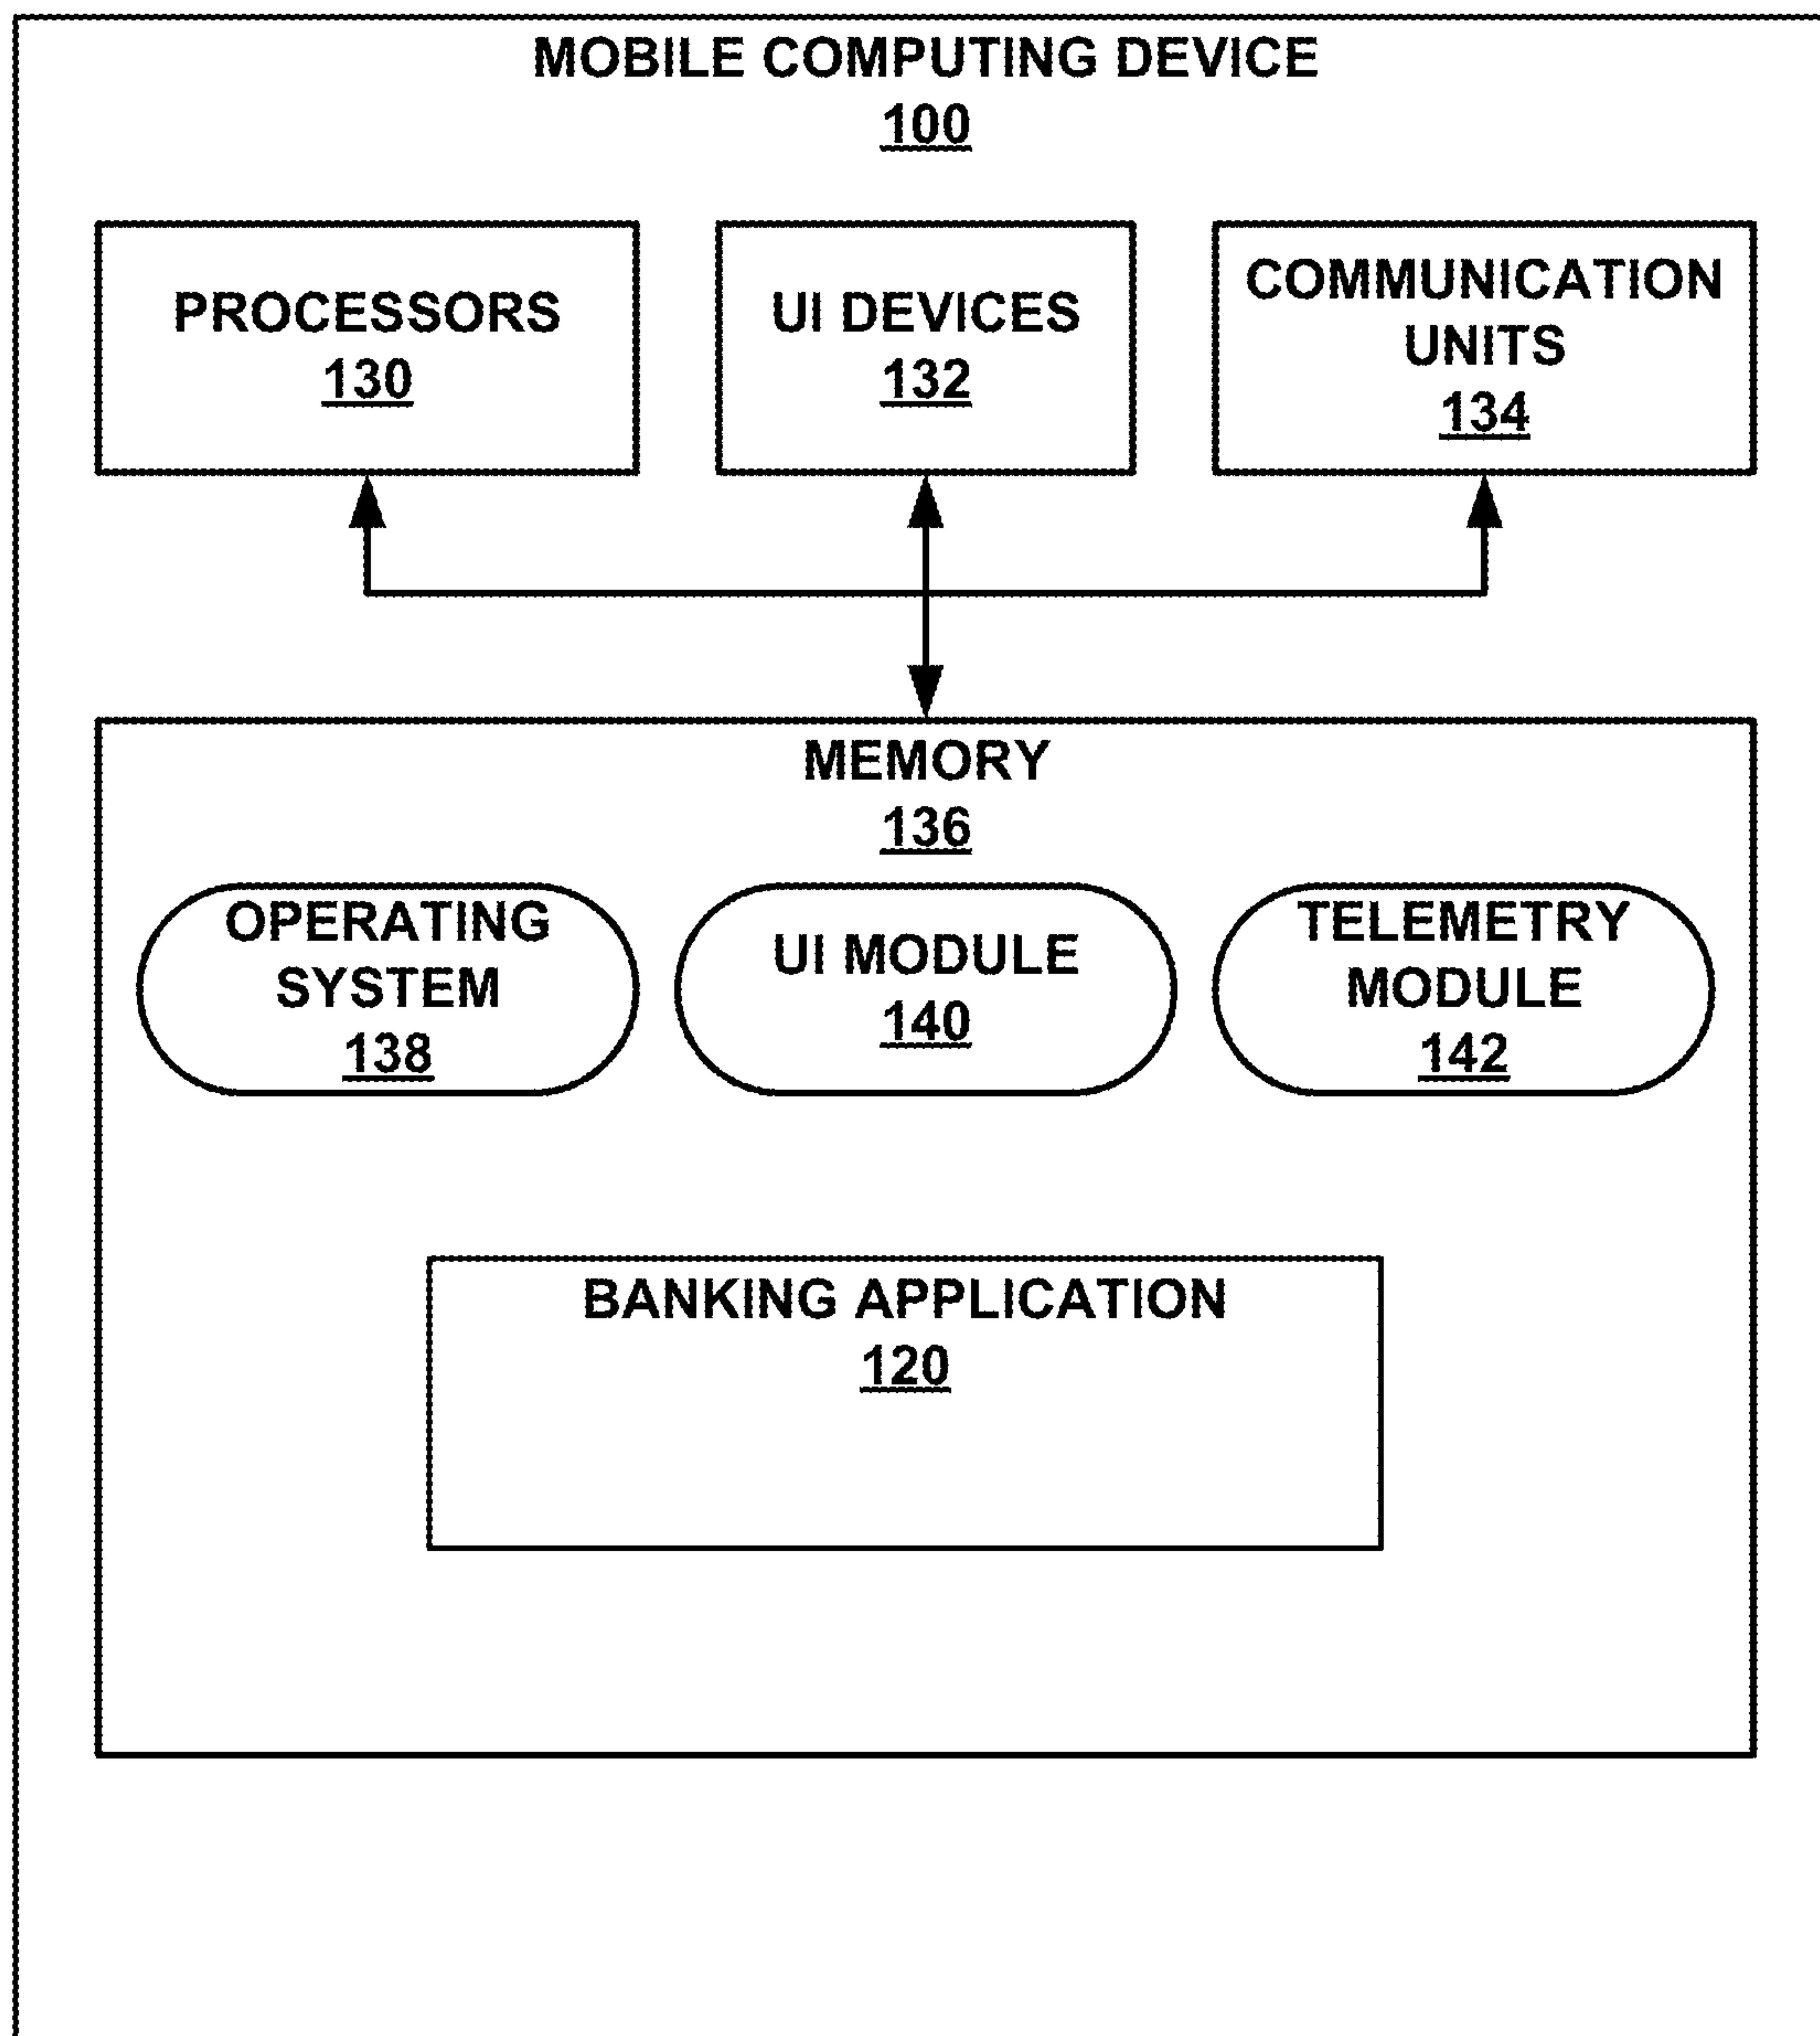 MOBILE COMPUTING DEVICE
100
PROCESSORS
130
UI DEVICES
132
COMMUNICATION
UNITS
134
MEMORY
136
OPERATING
SYSTEM
138
UI MODULE
140
TELEMETRY
MODULE
142
BANKING APPLICATION
120